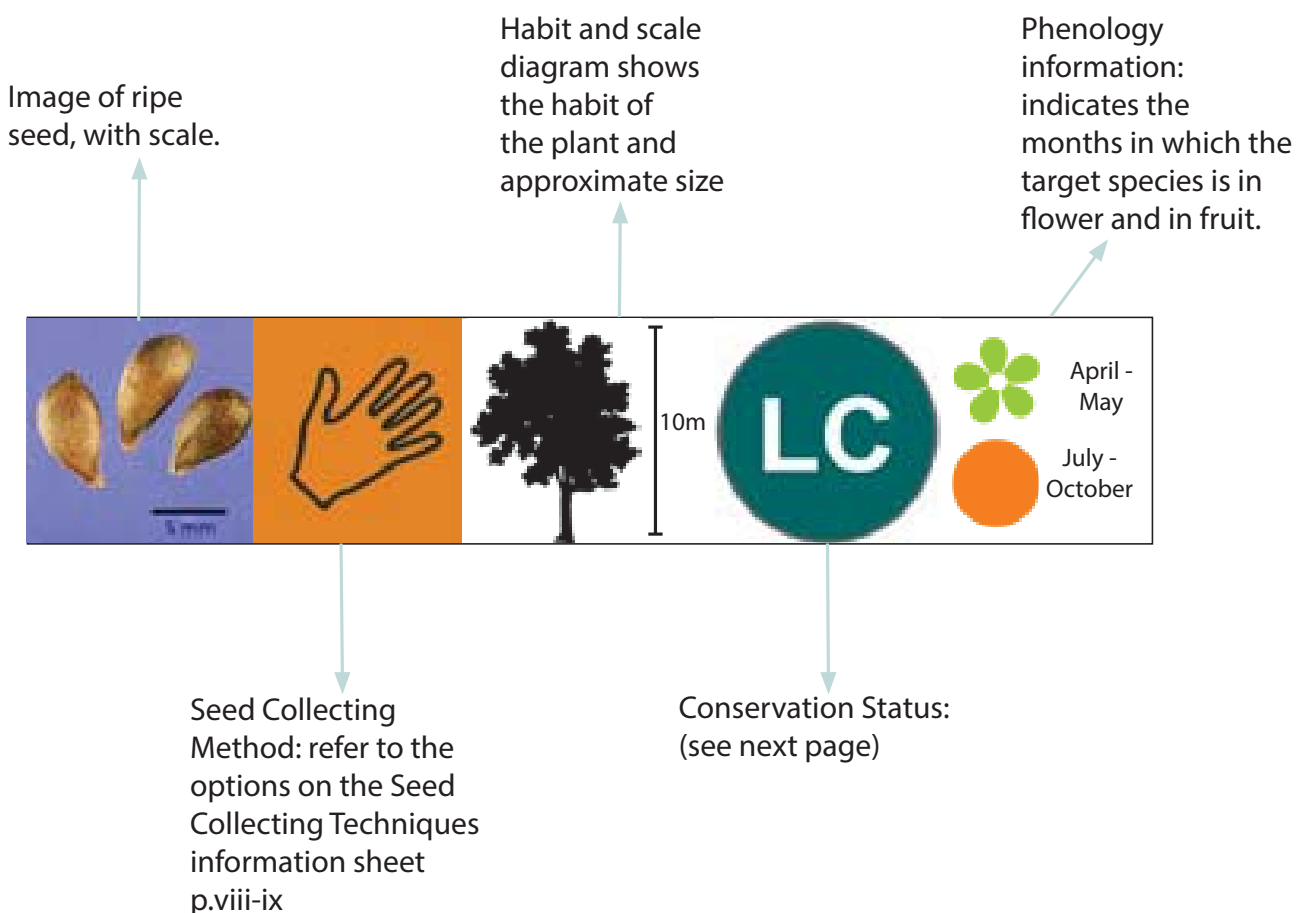 Image of ripe
seed, with scale.
Habit and scale
diagram shows
the habit of
the plant and
approximate size
Phenology
information:
indicates the
months in which the
target species is in
flower and in fruit.
5 mm
10m
LC
April -
May
July -
October
Seed Collecting
Method: refer to the
options on the Seed
Collecting Techniques
information sheet
p.viii-ix
Conservation Status:
(see next page)